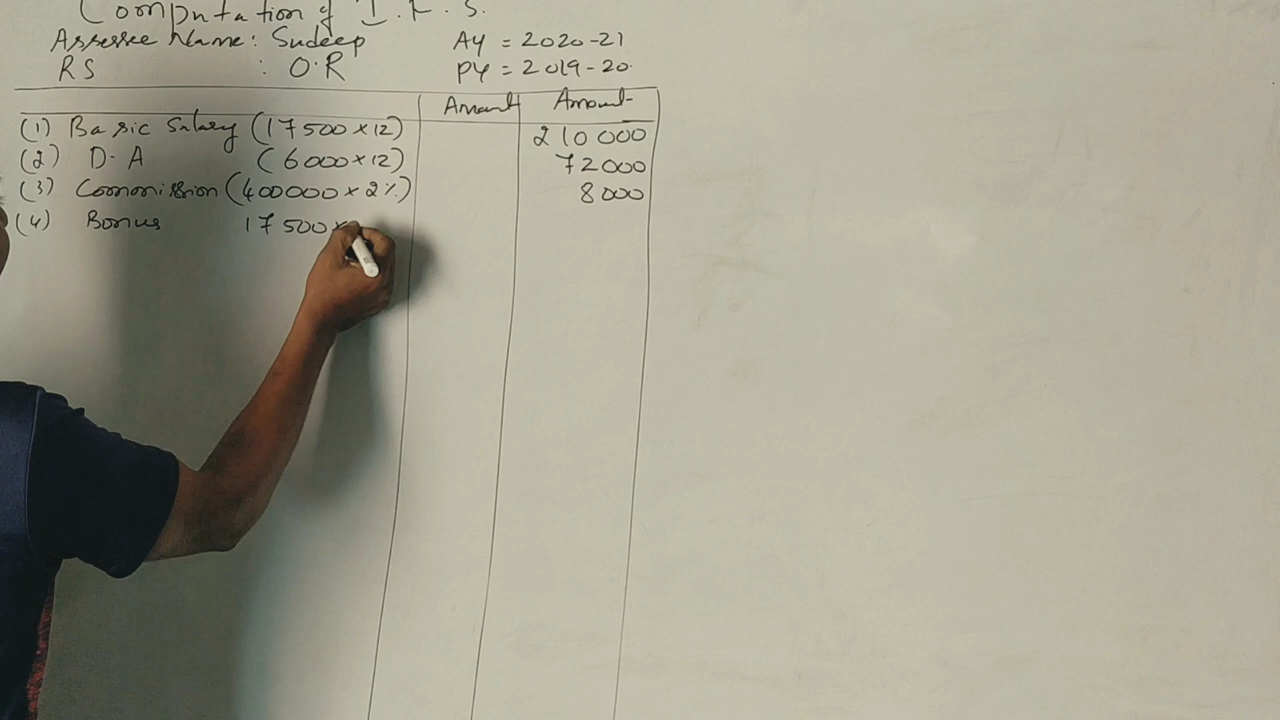 Computation of I. F. S.
Assessee Name: Sudeep AY = 2020-21
RS : O.R PY = 2019-20.
Amount Amount
(1) Basic Salary (17500×12) 210000
(2) D.A (6000×12) 72000
(3) Commission (400000×2%) 8000
(4) Bonus 17500×